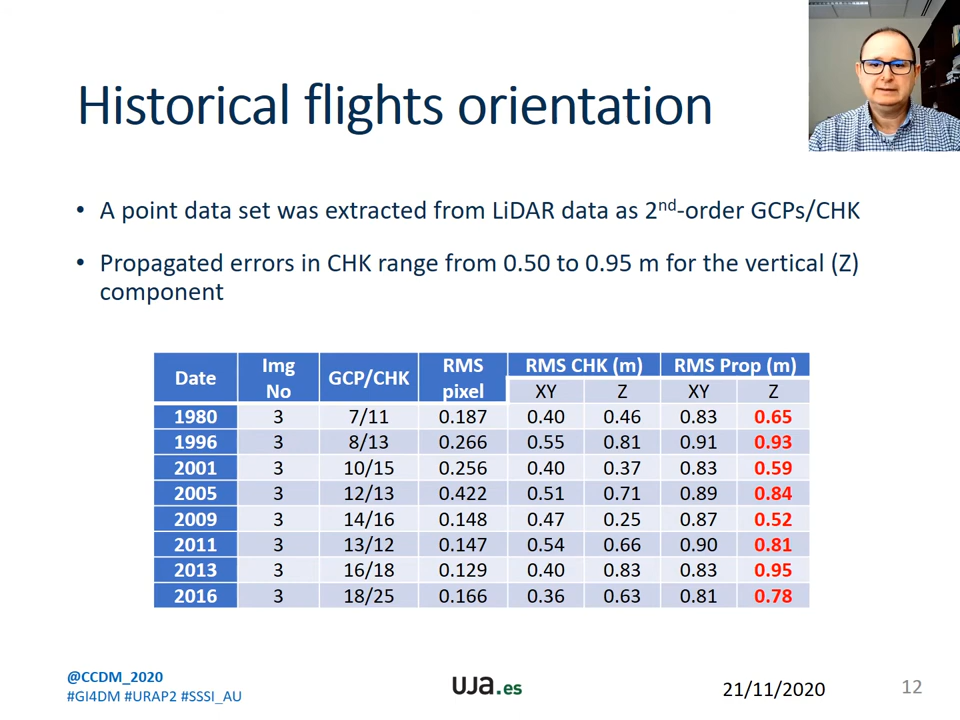 Historical flights orientation
• A point data set was extracted from LiDAR data as 2nd-order GCPs/CHK
• Propagated errors in CHK range from 0.50 to 0.95 m for the vertical (Z)
component
Date Img No GCP/CHK RMS pixel RMS CHK (m) RMS Prop (m)
XY Z XY Z
1980 3 7/11 0.187 0.40 0.46 0.83 0.65
1996 3 8/13 0.266 0.55 0.81 0.91 0.93
2001 3 10/15 0.256 0.40 0.37 0.83 0.59
2005 3 12/13 0.422 0.51 0.71 0.89 0.84
2009 3 14/16 0.148 0.47 0.25 0.87 0.52
2011 3 13/12 0.147 0.54 0.66 0.90 0.81
2013 3 16/18 0.129 0.40 0.83 0.83 0.95
2016 3 18/25 0.166 0.36 0.63 0.81 0.78
@CCDM_2020
#GI4DM #URAP2 #SSSI_AU
UJa.es
21/11/2020
12